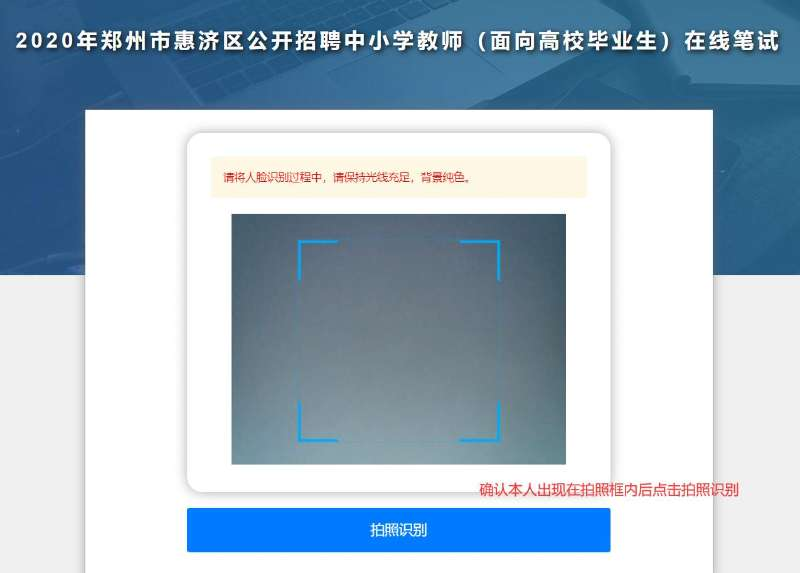 2020年郑州市惠济区公开招聘中小学教师（面向高校毕业生）在线笔试
请将人脸识别过程中，请保持光线充足，背景纯色。
确认本人出现在拍照框内后点击拍照识别
拍照识别